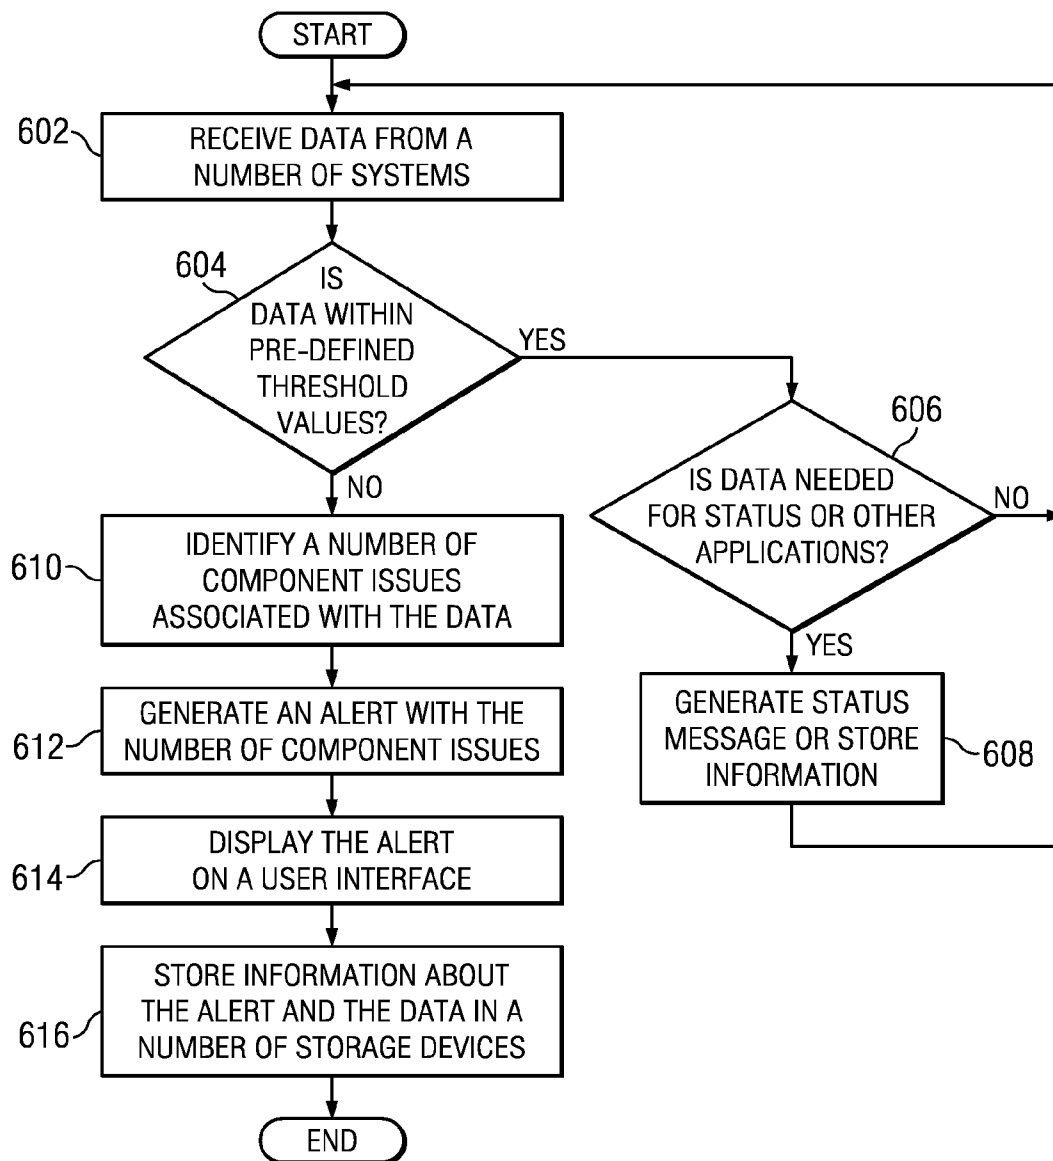 START
602
RECEIVE DATA FROM A
NUMBER OF SYSTEMS
604
IS
DATA WITHIN
PRE-DEFINED
THRESHOLD
VALUES?
YES
NO
606
IS DATA NEEDED
FOR STATUS OR OTHER
APPLICATIONS?
NO
YES
GENERATE STATUS
MESSAGE OR STORE
INFORMATION
608
610
IDENTIFY A NUMBER OF
COMPONENT ISSUES
ASSOCIATED WITH THE DATA
612
GENERATE AN ALERT WITH THE
NUMBER OF COMPONENT ISSUES
614
DISPLAY THE ALERT
ON A USER INTERFACE
616
STORE INFORMATION ABOUT
THE ALERT AND THE DATA IN A
NUMBER OF STORAGE DEVICES
END